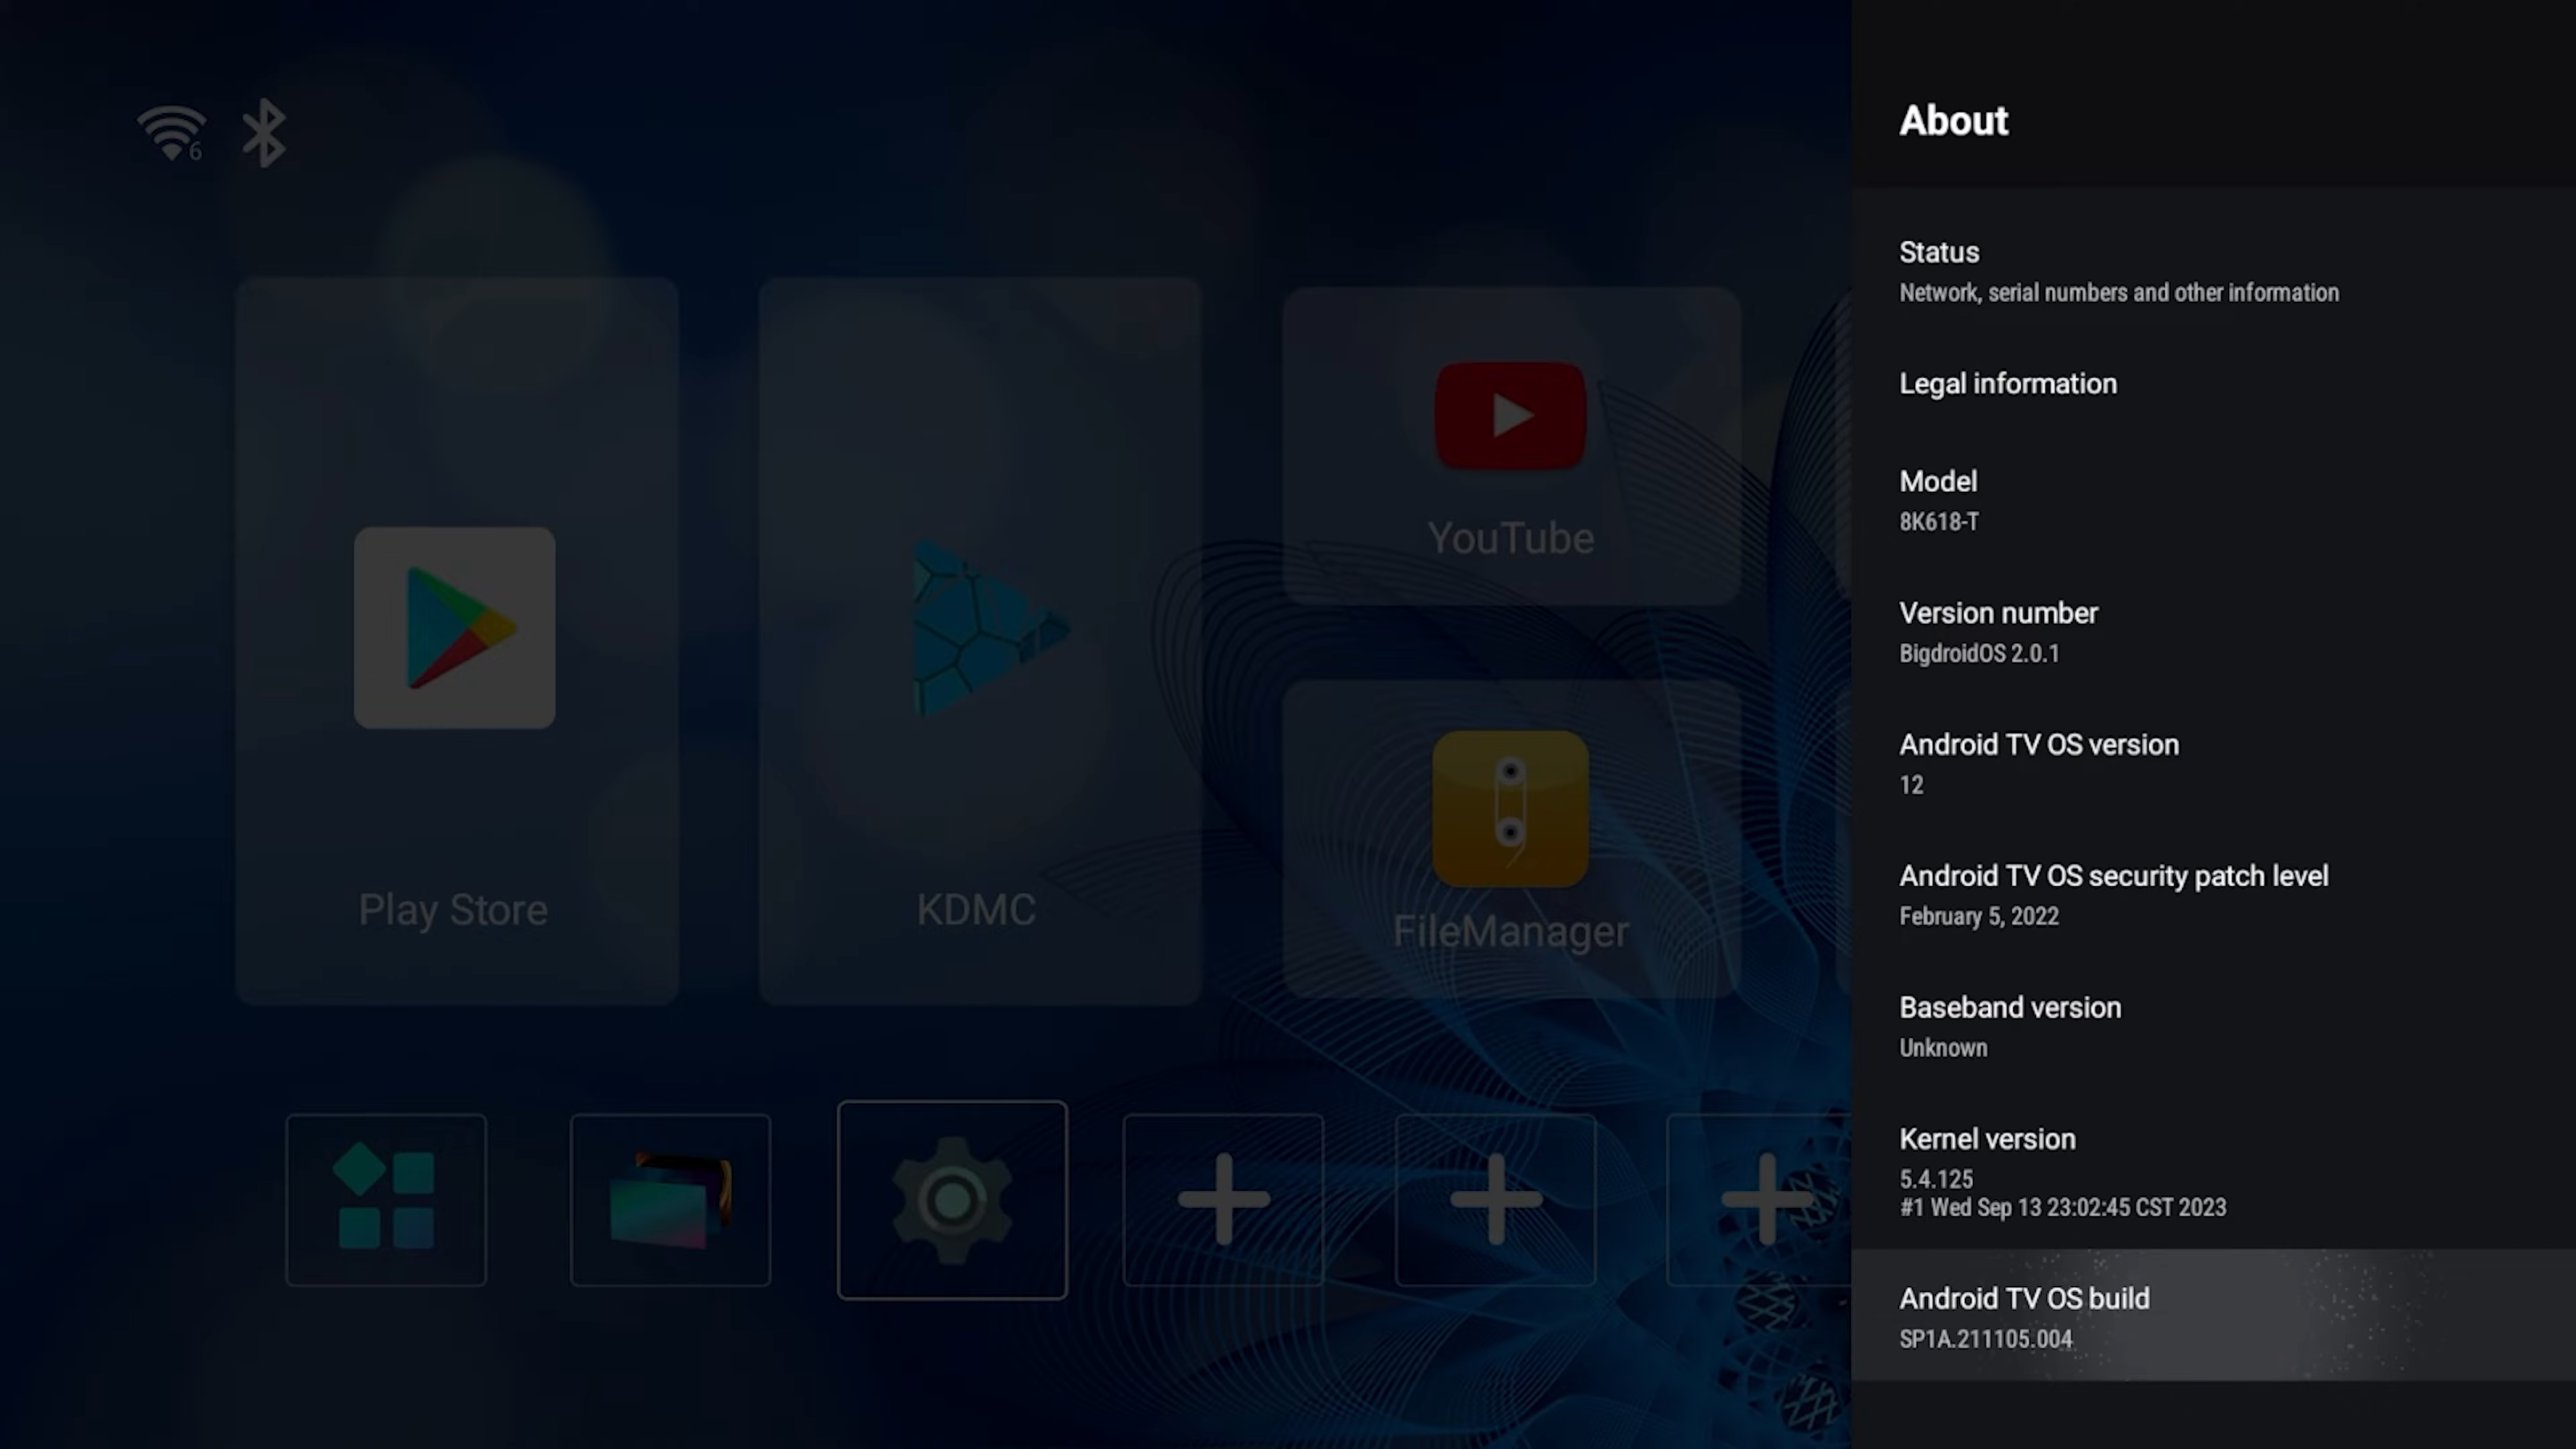 6
About
Status
Network, serial numbers and other information
Legal information
Model
8K618-T
Version number
BigdroidOS 2.0.1
Android TV OS version
12
Android TV OS security patch level
February 5, 2022
Baseband version
Unknown
Kernel version
5.4.125
#1 Wed Sep 13 23:02:45 CST 2023
Android TV OS build
SP1A.211105.004
YouTube
Play Store
KDMC
FileManager